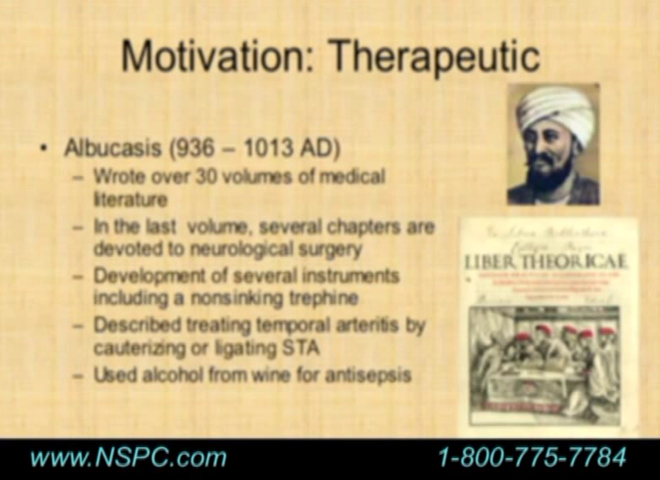 Motivation: Therapeutic
• Albucasis (936 – 1013 AD)
– Wrote over 30 volumes of medical
literature
– In the last volume, several chapters are
devoted to neurological surgery
– Development of several instruments
including a nonsinking trephine
– Described treating temporal arteritis by
cauterizing or ligating STA
– Used alcohol from wine for antisepsis
LIBER THEORICAE
www.NSPC.com
1-800-775-7784